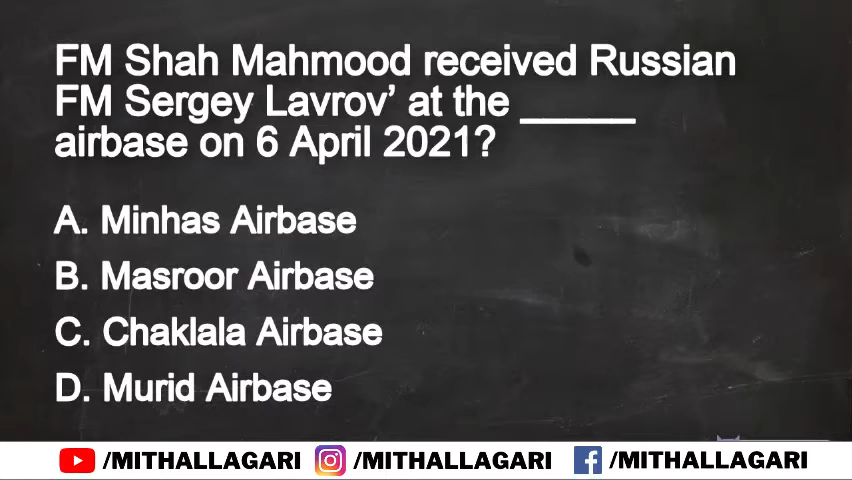 FM Shah Mahmood received Russian
FM Sergey Lavrov’ at the _____
airbase on 6 April 2021?
A. Minhas Airbase
B. Masroor Airbase
C. Chaklala Airbase
D. Murid Airbase
/MITHALLAGARI /MITHALLAGARI /MITHALLAGARI